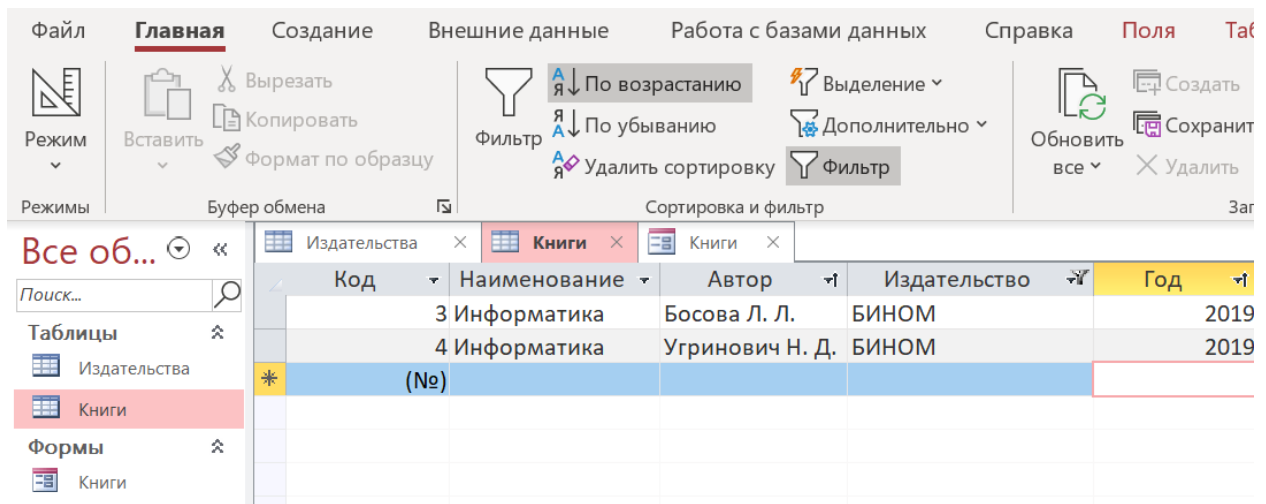 Файл Главная Создание Внешние данные Работа с базами данных Справка Поля Таб
Режим
Вставить
Вырезать
Копировать
Формат по образцу
Фильтр
По возрастанию
По убыванию
Удалить сортировку
Выделение
Дополнительно
Фильтр
Обновить
все
Создать
Сохранит
Удалить
Режимы Буфер обмена Сортировка и фильтр Заг
Все об...
Поиск...
Таблицы
Издательства
Книги
Формы
Книги
Издательства Книги Книги
Код Наименование Автор Издательство Год
3 Информатика Босова Л. Л. БИНОМ 2019
4 Информатика Угринович Н. Д. БИНОМ 2019
(№)